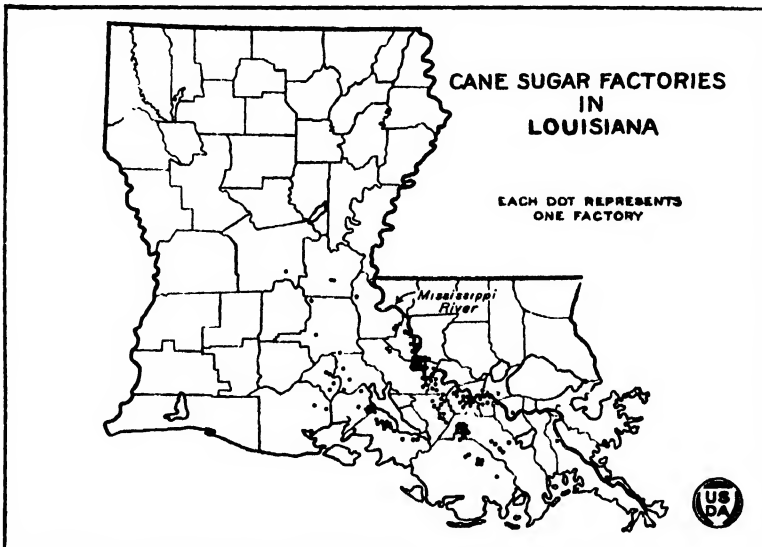 CANE SUGAR FACTORIES
IN
LOUISIANA
EACH DOT REPRESENTS
ONE FACTORY
Mississippi
River
US
DA